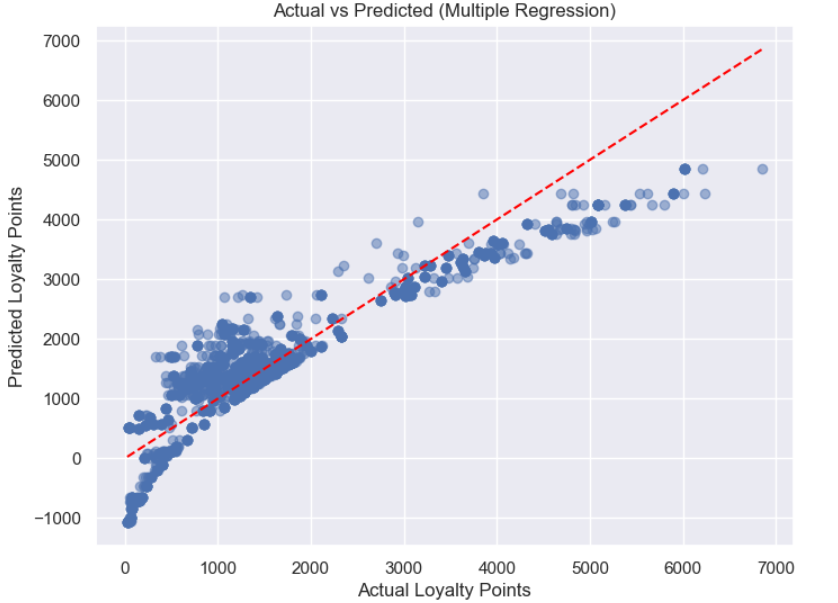 Actual vs Predicted (Multiple Regression)
7000
6000
5000
4000
3000
2000
1000
0
−1000
Predicted Loyalty Points
0 1000 2000 3000 4000 5000 6000 7000
Actual Loyalty Points